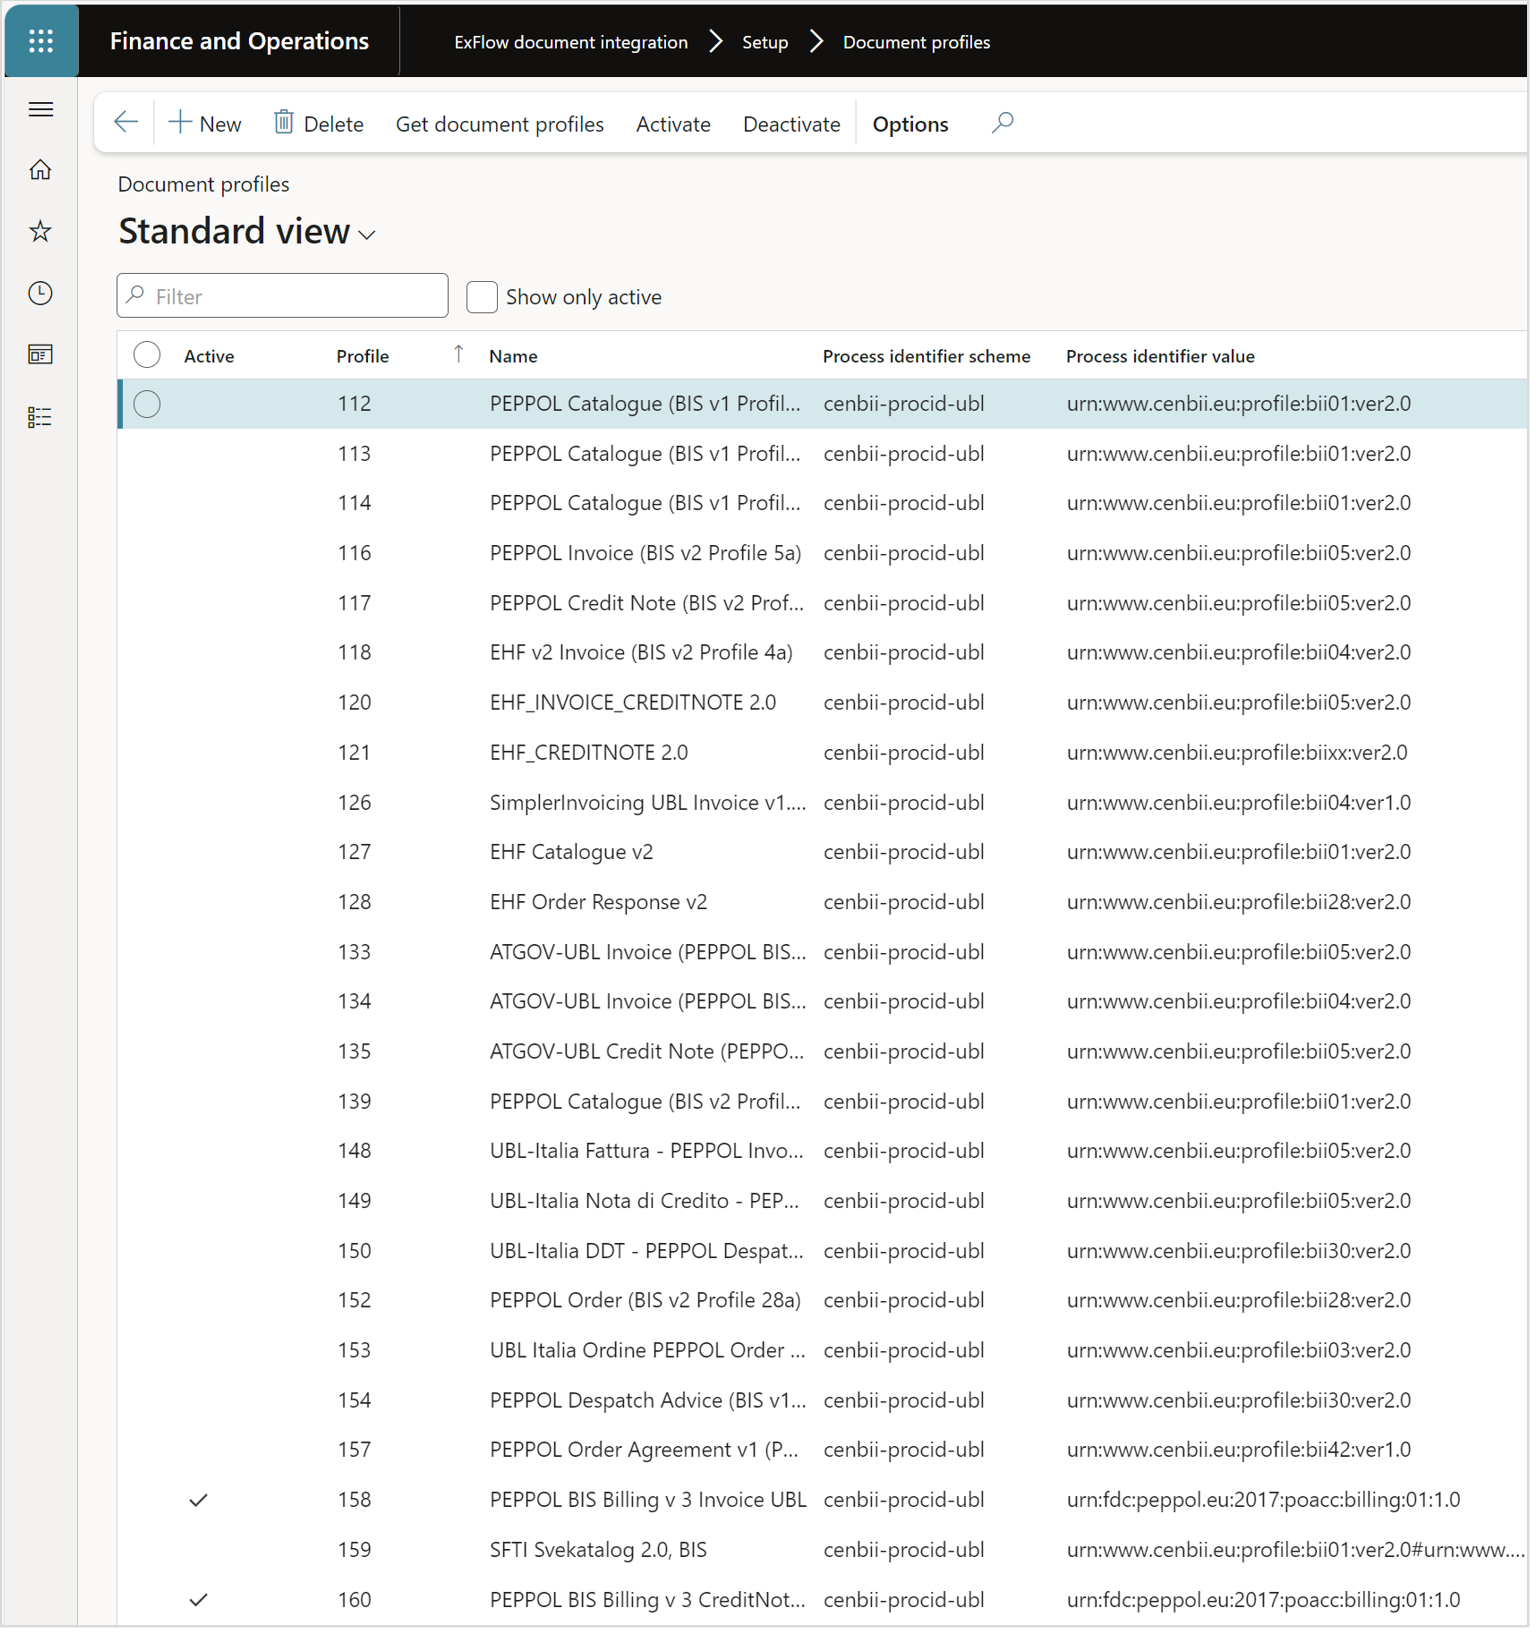 Finance and Operations
ExFlow document integration > Setup > Document profiles
New Delete Get document profiles Activate Deactivate Options
Document profiles
Standard view
Filter Show only active
Active Profile ↑ Name Process identifier scheme Process identifier value
112 PEPPOL Catalogue (BIS v1 Profil... cenbii-procid-ubl urn:www.cenbii.eu:profile:bii01:ver2.0
113 PEPPOL Catalogue (BIS v1 Profil... cenbii-procid-ubl urn:www.cenbii.eu:profile:bii01:ver2.0
114 PEPPOL Catalogue (BIS v1 Profil... cenbii-procid-ubl urn:www.cenbii.eu:profile:bii01:ver2.0
116 PEPPOL Invoice (BIS v2 Profile 5a) cenbii-procid-ubl urn:www.cenbii.eu:profile:bii05:ver2.0
117 PEPPOL Credit Note (BIS v2 Prof... cenbii-procid-ubl urn:www.cenbii.eu:profile:bii05:ver2.0
118 EHF v2 Invoice (BIS v2 Profile 4a) cenbii-procid-ubl urn:www.cenbii.eu:profile:bii04:ver2.0
120 EHF_INVOICE_CREDITNOTE 2.0 cenbii-procid-ubl urn:www.cenbii.eu:profile:bii05:ver2.0
121 EHF_CREDITNOTE 2.0 cenbii-procid-ubl urn:www.cenbii.eu:profile:biixx:ver2.0
126 SimplerInvoicing UBL Invoice v1.... cenbii-procid-ubl urn:www.cenbii.eu:profile:bii04:ver1.0
127 EHF Catalogue v2 cenbii-procid-ubl urn:www.cenbii.eu:profile:bii01:ver2.0
128 EHF Order Response v2 cenbii-procid-ubl urn:www.cenbii.eu:profile:bii28:ver2.0
133 ATGOV-UBL Invoice (PEPPOL BIS... cenbii-procid-ubl urn:www.cenbii.eu:profile:bii05:ver2.0
134 ATGOV-UBL Invoice (PEPPOL BIS... cenbii-procid-ubl urn:www.cenbii.eu:profile:bii04:ver2.0
135 ATGOV-UBL Credit Note (PEPPO... cenbii-procid-ubl urn:www.cenbii.eu:profile:bii05:ver2.0
139 PEPPOL Catalogue (BIS v2 Profil... cenbii-procid-ubl urn:www.cenbii.eu:profile:bii01:ver2.0
148 UBL-Italia Fattura - PEPPOL Invo... cenbii-procid-ubl urn:www.cenbii.eu:profile:bii05:ver2.0
149 UBL-Italia Nota di Credito - PEP... cenbii-procid-ubl urn:www.cenbii.eu:profile:bii05:ver2.0
150 UBL-Italia DDT - PEPPOL Despat... cenbii-procid-ubl urn:www.cenbii.eu:profile:bii30:ver2.0
152 PEPPOL Order (BIS v2 Profile 28a) cenbii-procid-ubl urn:www.cenbii.eu:profile:bii28:ver2.0
153 UBL Italia Ordine PEPPOL Order ... cenbii-procid-ubl urn:www.cenbii.eu:profile:bii03:ver2.0
154 PEPPOL Despatch Advice (BIS v1... cenbii-procid-ubl urn:www.cenbii.eu:profile:bii30:ver2.0
157 PEPPOL Order Agreement v1 (P... cenbii-procid-ubl urn:www.cenbii.eu:profile:bii42:ver1.0
✓ 158 PEPPOL BIS Billing v 3 Invoice UBL cenbii-procid-ubl urn:fdc:peppol.eu:2017:poacc:billing:01:1.0
159 SFTI Svekatalog 2.0, BIS cenbii-procid-ubl urn:www.cenbii.eu:profile:bii01:ver2.0#urn:www....
✓ 160 PEPPOL BIS Billing v 3 CreditNot... cenbii-procid-ubl urn:fdc:peppol.eu:2017:poacc:billing:01:1.0